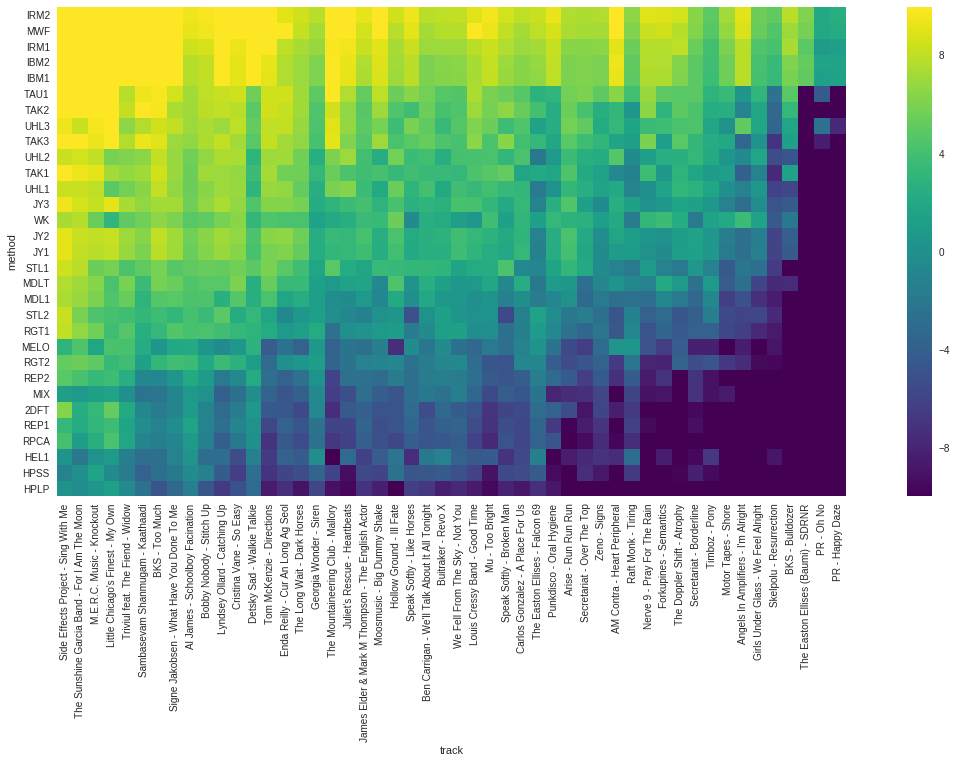 IRM2
MWF
IRM1
IBM2
IBM1
TAU1
TAK2
UHL3
TAK3
UHL2
TAK1
UHL1
JY3
WK
JY2
JY1
STL1
MDLT
MDL1
STL2
RGT1
MELO
RGT2
REP2
MIX
2DFT
REP1
RPCA
HEL1
HPSS
HPLP
method
8
4
0
−4
−8
Side Effects Project - Sing With Me
The Sunshine Garcia Band - For I Am The Moon
M.E.R.C. Music - Knockout
Little Chicago's Finest - My Own
Triviul feat. The Fiend - Widow
Sambasevam Shanmugam - Kaathaadi
BKS - Too Much
Signe Jakobsen - What Have You Done To Me
Al James - Schoolboy Facination
Bobby Nobody - Stitch Up
Lyndsey Ollard - Catching Up
Cristina Vane - So Easy
Detsky Sad - Walkie Talkie
Tom McKenzie - Directions
Enda Reilly - Cur An Long Ag Seol
The Long Wait - Dark Horses
Georgia Wonder - Siren
The Mountaineering Club - Mallory
Juliet's Rescue - Heartbeats
James Elder & Mark M Thompson - The English Actor
Moosmusic - Big Dummy Shake
Hollow Ground - Ill Fate
Speak Softly - Like Horses
Ben Carrigan - We'll Talk About It All Tonight
Buitraker - Revo X
We Fell From The Sky - Not You
Louis Cressy Band - Good Time
Mu - Too Bright
Speak Softly - Broken Man
Carlos Gonzalez - A Place For Us
The Easton Ellises - Falcon 69
Punkdisco - Oral Hygiene
Arise - Run Run Run
Secretariat - Over The Top
Zeno - Signs
AM Contra - Heart Peripheral
Raft Monk - Tiring
Nerve 9 - Pray For The Rain
Forkupines - Semantics
The Doppler Shift - Atrophy
Secretariat - Borderline
Timboz - Pony
Motor Tapes - Shore
Angels In Amplifiers - I'm Alright
Girls Under Glass - We Feel Alright
Skelpolu - Resurrection
BKS - Bulldozer
The Easton Ellises (Baumi) - SDRNR
PR - Oh No
PR - Happy Daze
track